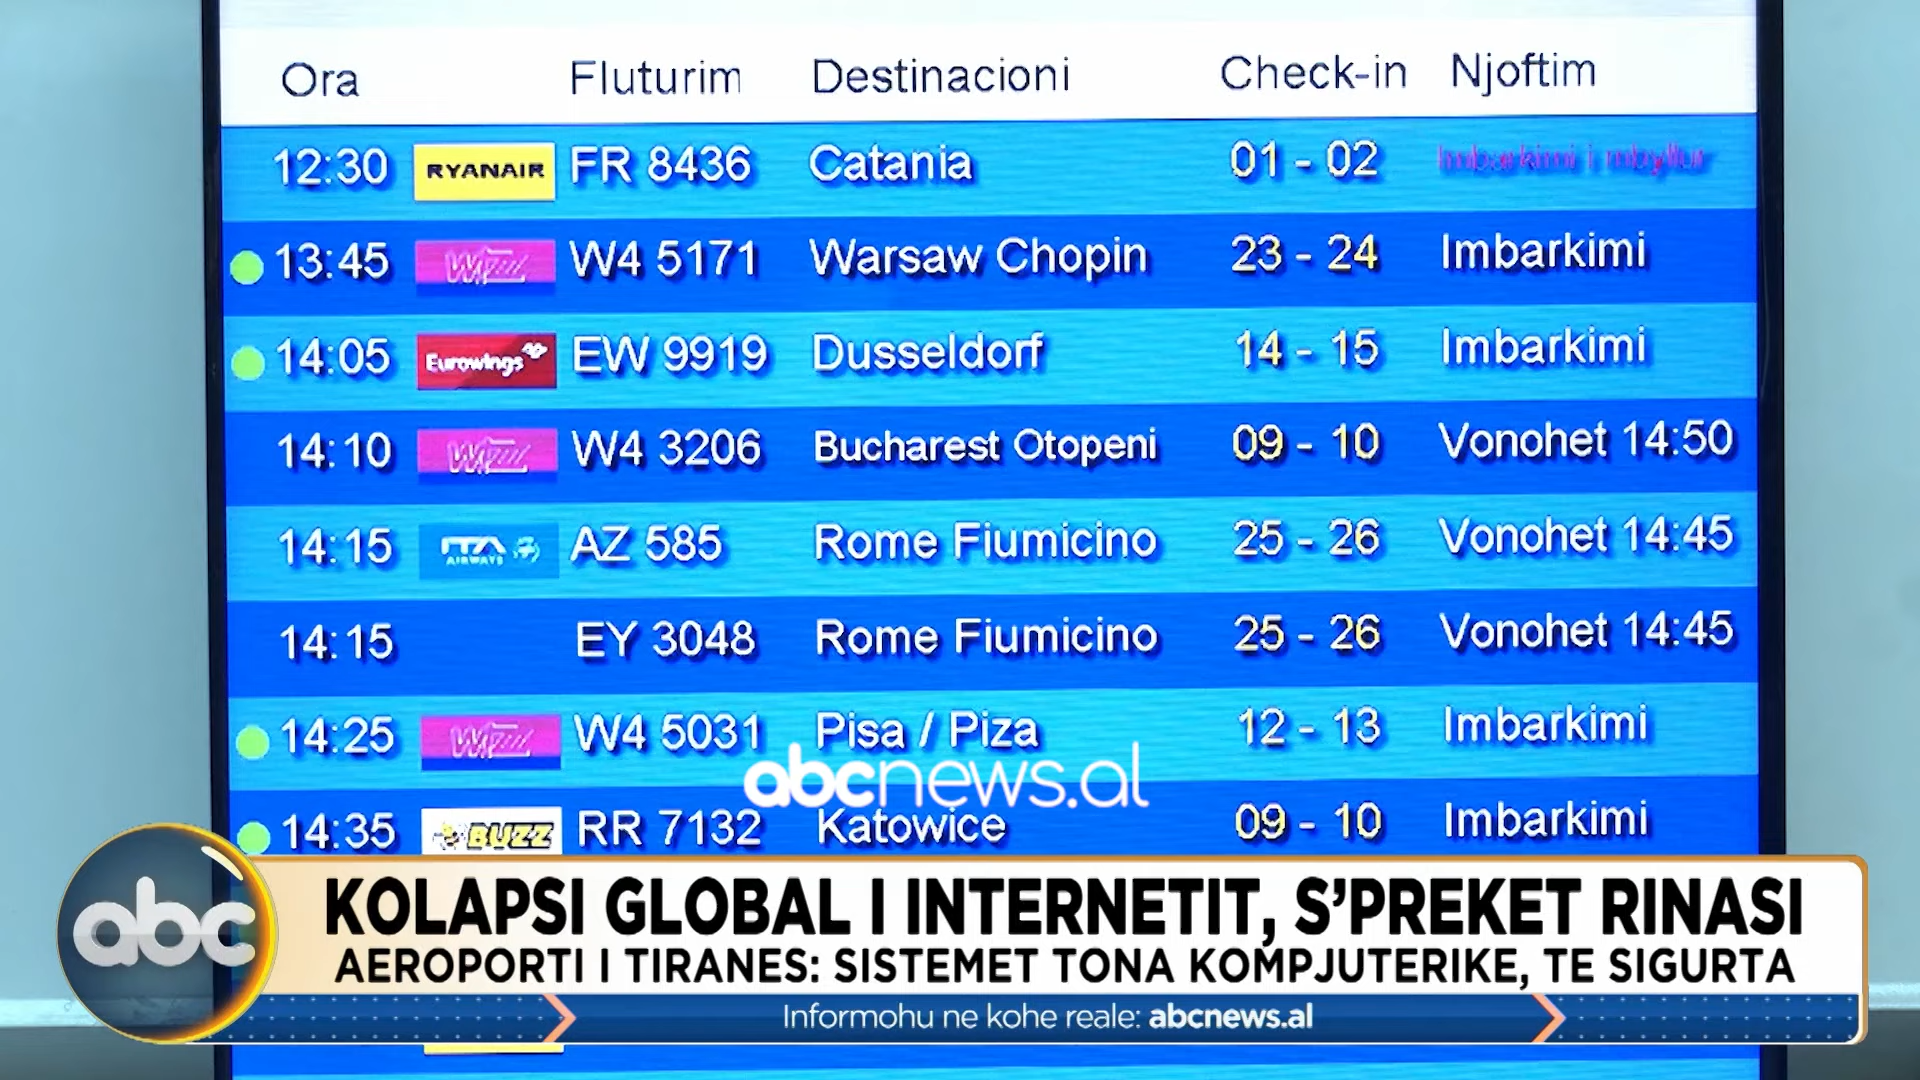 Ora Fluturim Destinacioni Check-in Njoftim
12:30 RYANAIR FR 8436 Catania 01 - 02 Imbarkimi i mbyllur
13:45 W4 5171 Warsaw Chopin 23 - 24 Imbarkimi
14:05 Eurowings EW 9919 Dusseldorf 14 - 15 Imbarkimi
14:10 W4 3206 Bucharest Otopeni 09 - 10 Vonohet 14:50
14:15 ITA AIRWAYS AZ 585 Rome Fiumicino 25 - 26 Vonohet 14:45
14:15 EY 3048 Rome Fiumicino 25 - 26 Vonohet 14:45
14:25 W4 5031 Pisa / Piza 12 - 13 Imbarkimi
abcnews.al
14:35 BUZZ RR 7132 Katowice 09 - 10 Imbarkimi
abc
KOLAPSI GLOBAL I INTERNETIT, S’PREKET RINASI
AEROPORTI I TIRANES: SISTEMET TONA KOMPJUTERIKE, TE SIGURTA
Informohu ne kohe reale: abcnews.al